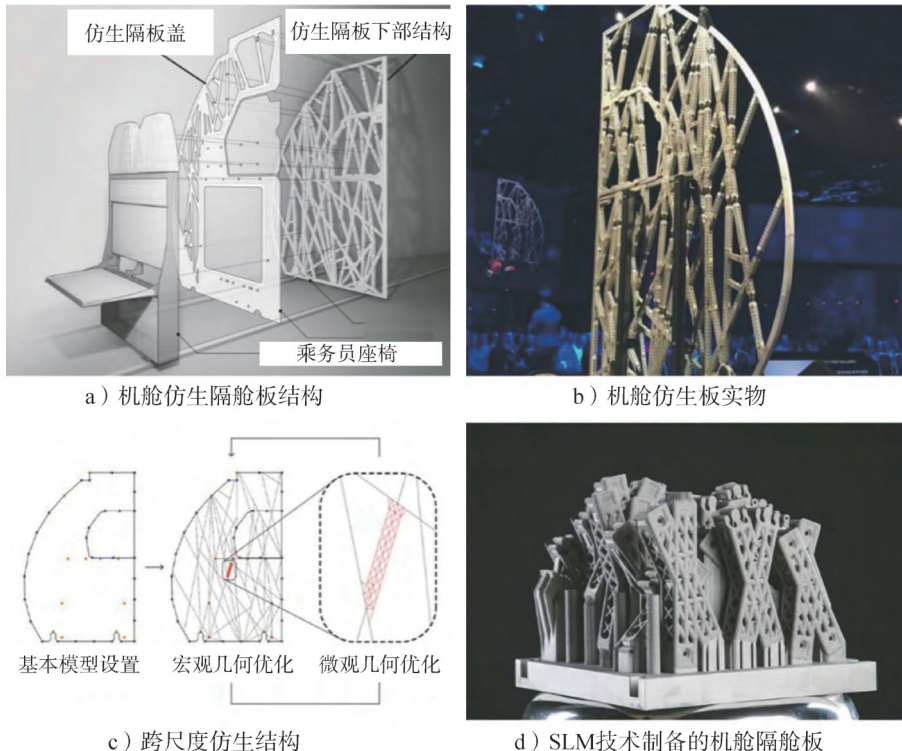 仿生隔板盖
仿生隔板下部结构
乘务员座椅
a）机舱仿生隔舱板结构
b）机舱仿生板实物
基本模型设置
宏观几何优化
微观几何优化
c）跨尺度仿生结构
d）SLM技术制备的机舱隔舱板